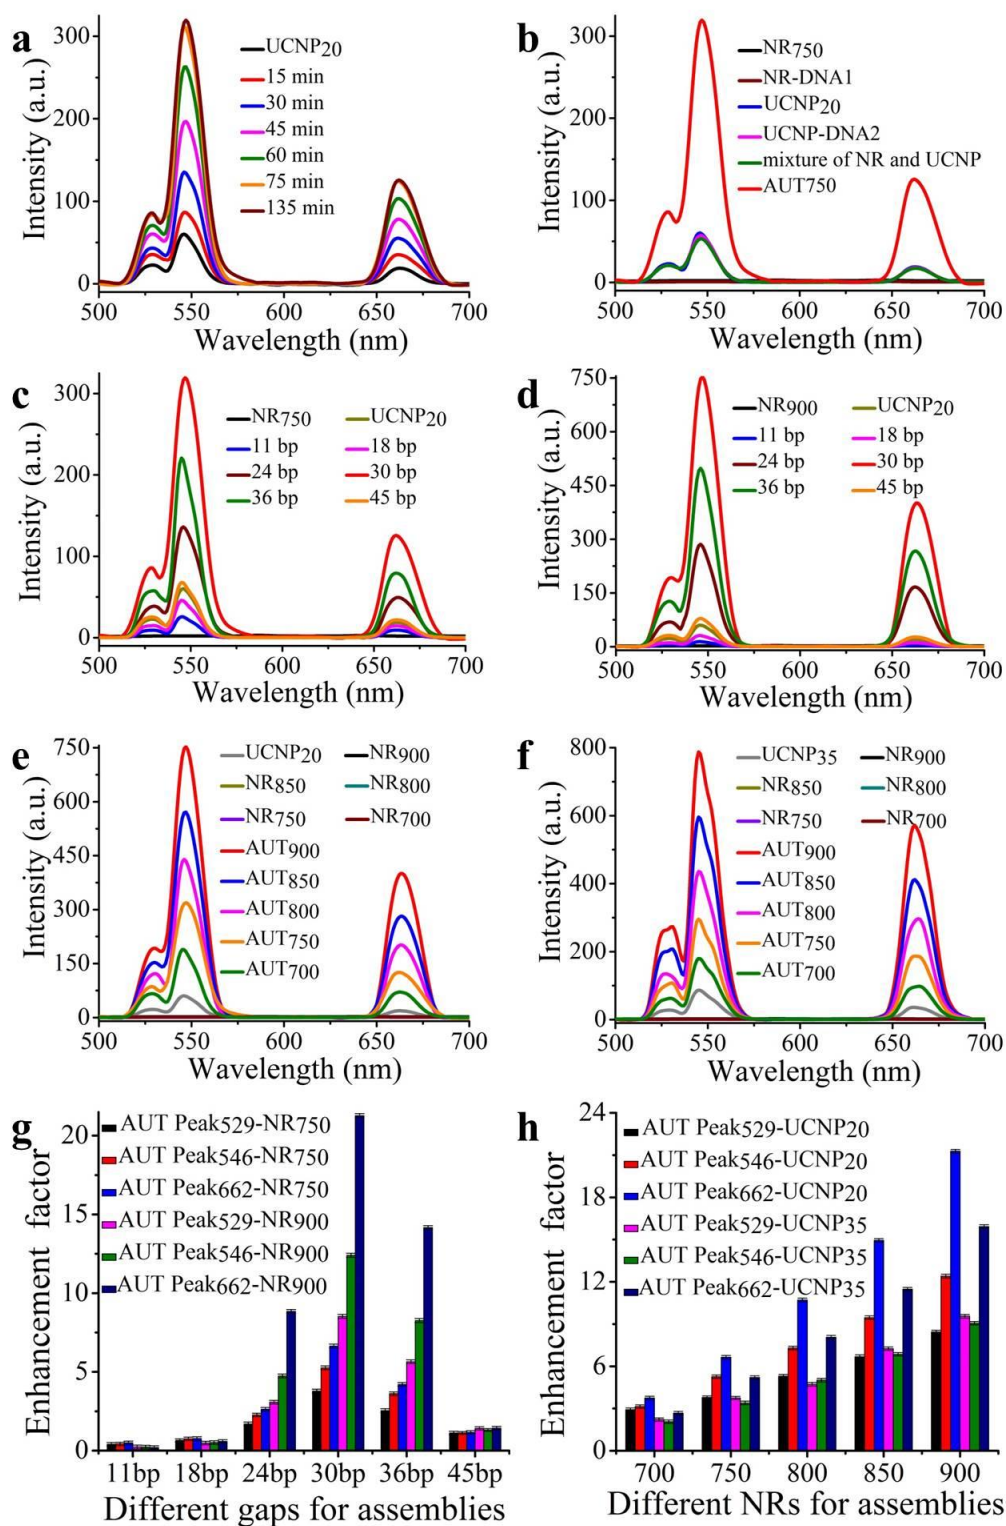 a
Intensity (a.u.)
300
200
100
0
UCNP20
15 min
30 min
45 min
60 min
75 min
135 min
500 550 600 650 700
Wavelength (nm)
b
Intensity (a.u.)
300
200
100
0
NR750
NR-DNA1
UCNP20
UCNP-DNA2
mixture of NR and UCNP
AUT750
500 550 600 650 700
Wavelength (nm)
c
Intensity (a.u.)
300
200
100
0
NR750 UCNP20
11 bp 18 bp
24 bp 30 bp
36 bp 45 bp
500 550 600 650 700
Wavelength (nm)
d
Intensity (a.u.)
750
600
450
300
150
0
NR900 UCNP20
11 bp 18 bp
24 bp 30 bp
36 bp 45 bp
500 550 600 650 700
Wavelength (nm)
e
Intensity (a.u.)
750
600
450
300
150
0
UCNP20 NR900
NR850 NR800
NR750 NR700
AUT900
AUT850
AUT800
AUT750
AUT700
500 550 600 650 700
Wavelength (nm)
f
Intensity (a.u.)
800
600
400
200
0
UCNP35 NR900
NR850 NR800
NR750 NR700
AUT900
AUT850
AUT800
AUT750
AUT700
500 550 600 650 700
Wavelength (nm)
g
Enhancement factor
20
15
10
5
0
AUT Peak529-NR750
AUT Peak546-NR750
AUT Peak662-NR750
AUT Peak529-NR900
AUT Peak546-NR900
AUT Peak662-NR900
11bp 18bp 24bp 30bp 36bp 45bp
Different gaps for assemblies
h
Enhancement factor
24
18
12
6
0
AUT Peak529-UCNP20
AUT Peak546-UCNP20
AUT Peak662-UCNP20
AUT Peak529-UCNP35
AUT Peak546-UCNP35
AUT Peak662-UCNP35
700 750 800 850 900
Different NRs for assemblies